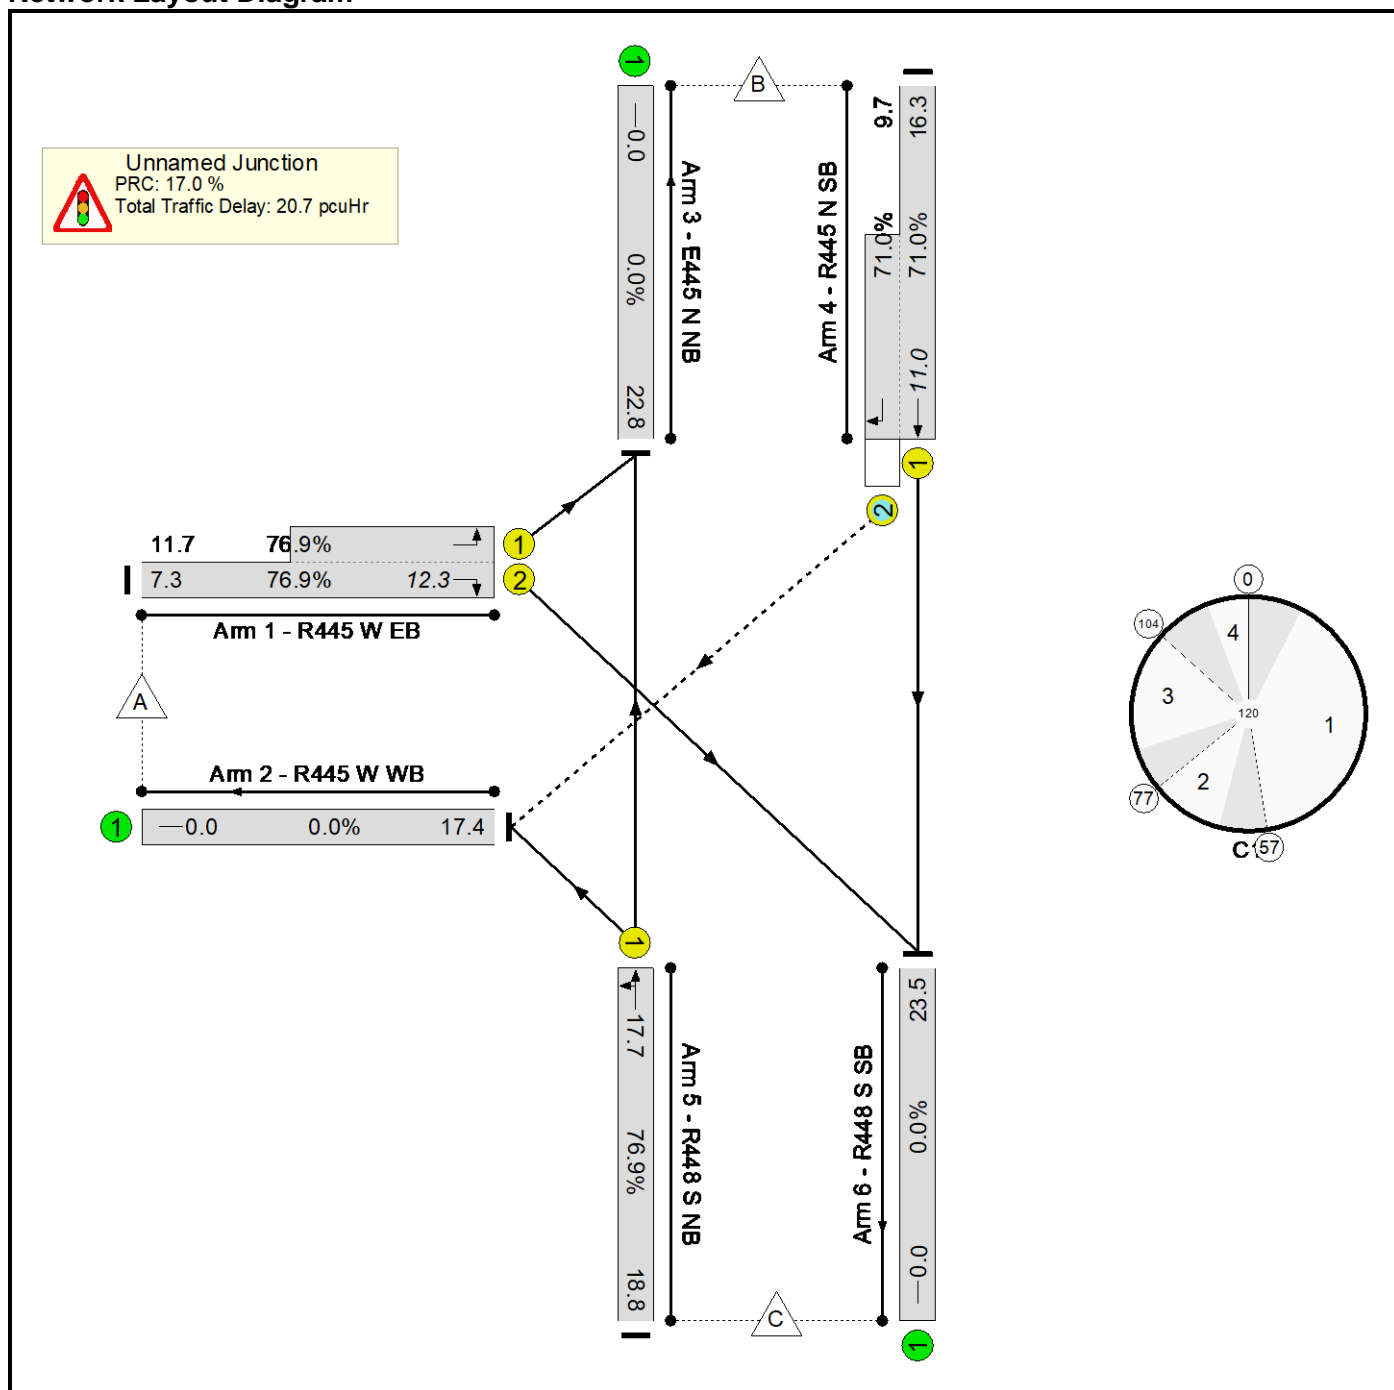 Network Layout Diagram
Unnamed Junction
PRC: 17.0 %
Total Traffic Delay: 20.7 pcuHr
1
0.0
0.0%
22.8
Arm 3 - E445 N NB
B
Arm 4 - R445 N SB
9.7
71.0%
16.3
71.0%
11.0
1
2
11.7
76.9%
1
7.3
76.9%
12.3
2
Arm 1 - R445 W EB
A
Arm 2 - R445 W WB
1
0.0
0.0%
17.4
0
104
4
3
120
1
2
77
57
C
1
17.7
76.9%
18.8
Arm 5 - R448 S NB
C
Arm 6 - R448 S SB
23.5
0.0%
0.0
1